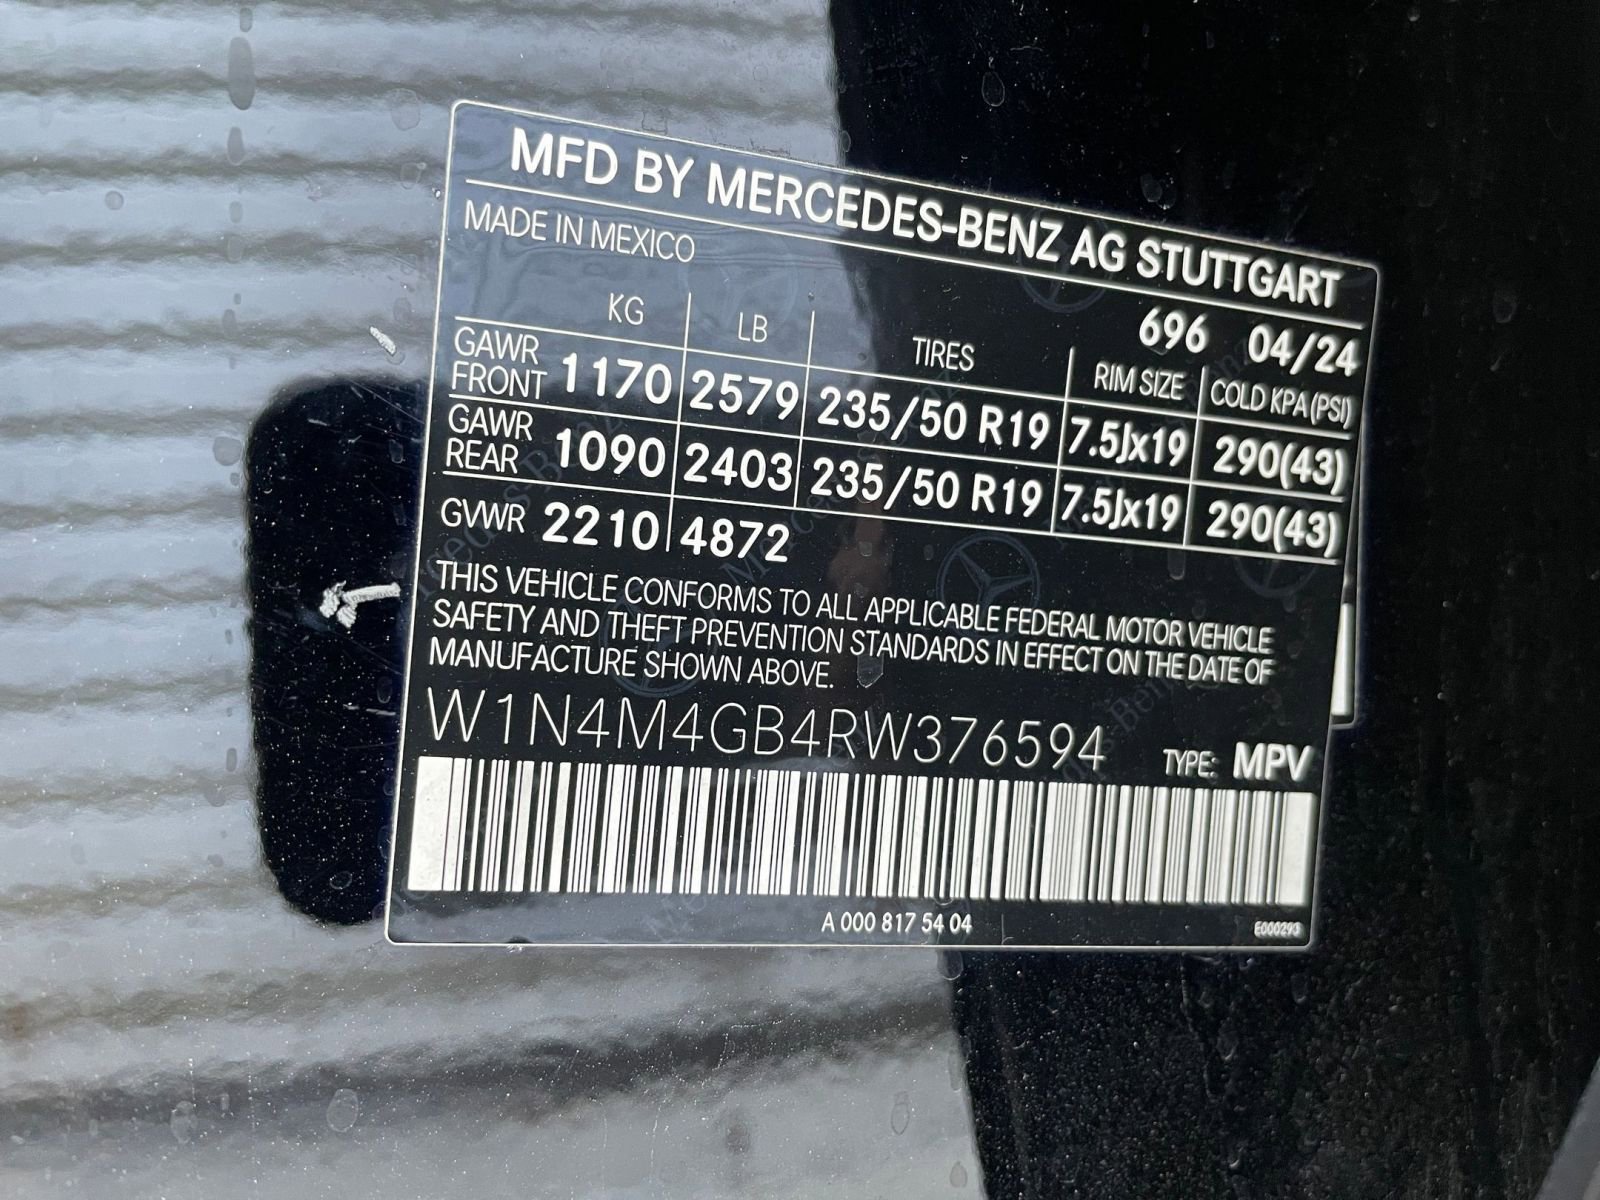 MFD BY MERCEDES-BENZ AG STUTTGART
MADE IN MEXICO
696 04/24
KG LB TIRES RIM SIZE COLD KPA(PSI)
GAWR FRONT 1170 2579 235/50 R19 7.5Jx19 290(43)
GAWR REAR 1090 2403 235/50 R19 7.5Jx19 290(43)
GVWR 2210 4872
THIS VEHICLE CONFORMS TO ALL APPLICABLE FEDERAL MOTOR VEHICLE
SAFETY AND THEFT PREVENTION STANDARDS IN EFFECT ON THE DATE OF
MANUFACTURE SHOWN ABOVE.
W1N4M4GB4RW376594 TYPE: MPV
A 000 817 54 04 E000293